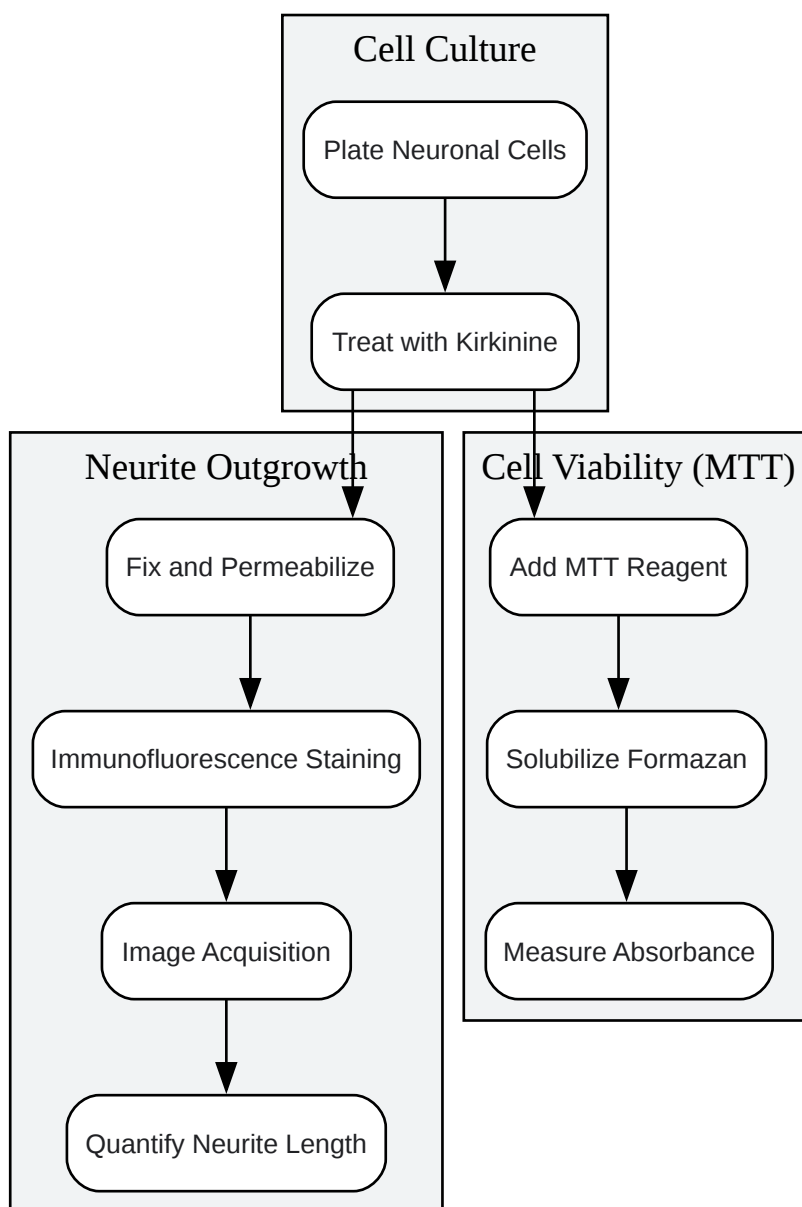 Cell Culture
Plate Neuronal Cells
Treat with Kirkinine
Neurite Outgrowth
Fix and Permeabilize
Immunofluorescence Staining
Image Acquisition
Quantify Neurite Length
Cell Viability (MTT)
Add MTT Reagent
Solubilize Formazan
Measure Absorbance